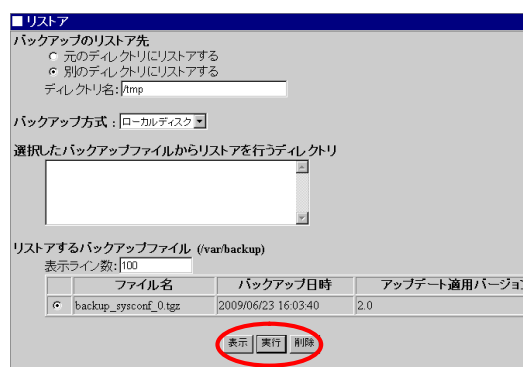 ■ リストア
バックアップのリストア先
元のディレクトリにリストアする
別のディレクトリにリストアする
ディレクトリ名: /tmp
バックアップ方式 : ローカルディスク
選択したバックアップファイルからリストアを行うディレクトリ
リストアするバックアップファイル (/var/backup)
表示ライン数: 100
ファイル名 バックアップ日時 アップデート適用バージョ
backup_sysconf_0.tgz 2009/06/23 16:03:40 2.0
表示 実行 削除